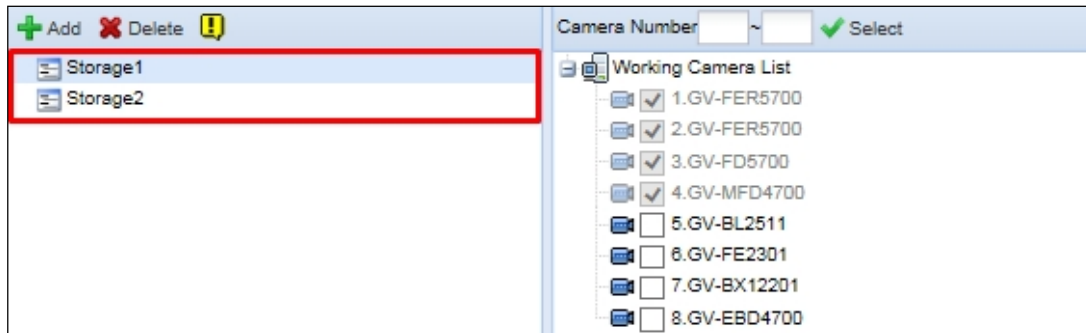 Add Delete
Storage1
Storage2
Camera Number ~ Select
Working Camera List
1.GV-FER5700
2.GV-FER5700
3.GV-FD5700
4.GV-MFD4700
5.GV-BL2511
6.GV-FE2301
7.GV-BX12201
8.GV-EBD4700